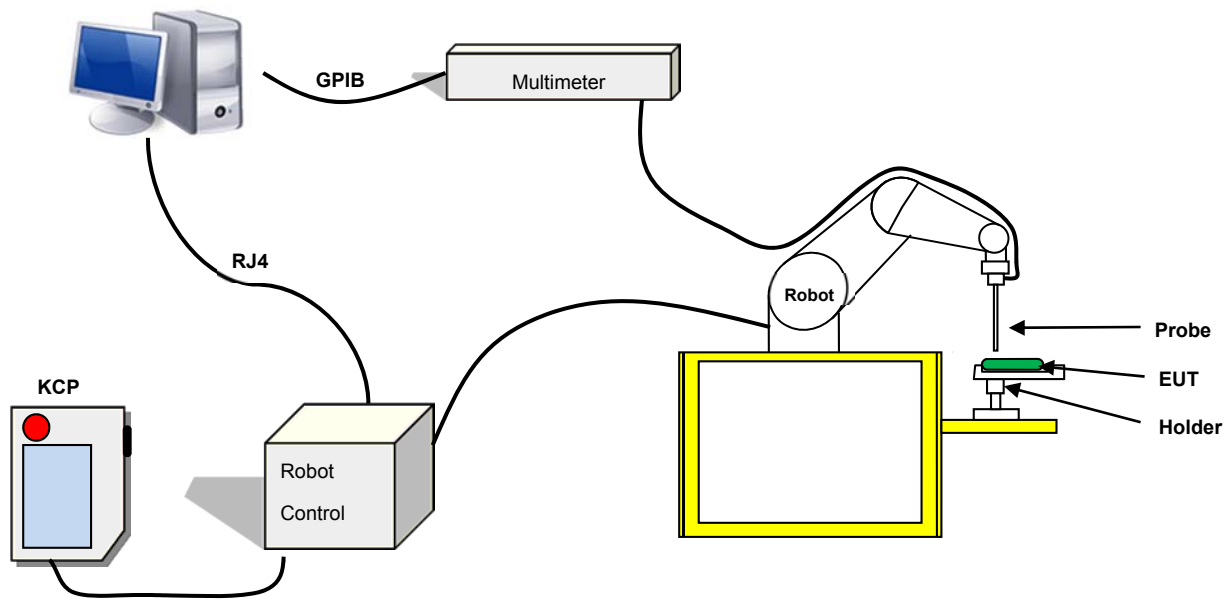 GPIB
Multimeter
RJ4
Robot
Probe
EUT
Holder
KCP
Robot
Control